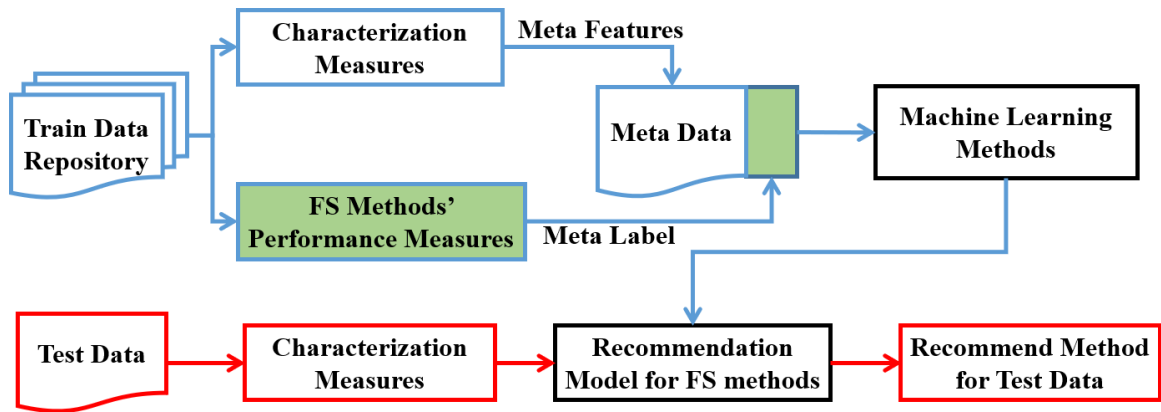 Characterization
Measures
Meta Features
Train Data
Repository
Meta Data
Machine Learning
Methods
FS Methods’
Performance Measures
Meta Label
Test Data
Characterization
Measures
Recommendation
Model for FS methods
Recommend Method
for Test Data